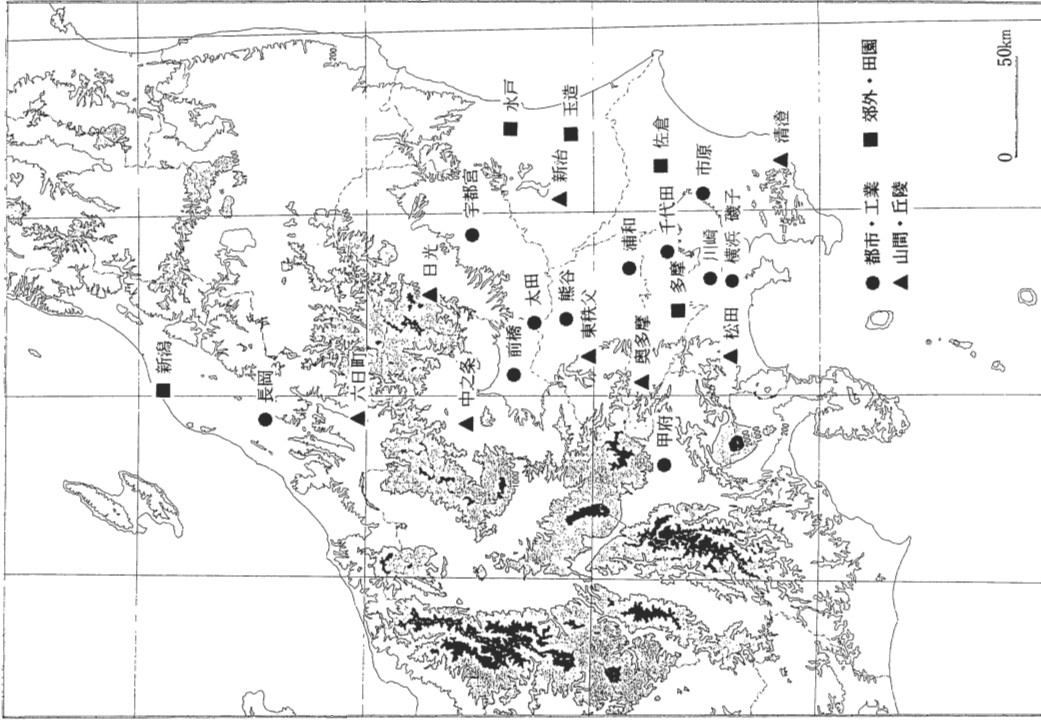 新潟
長岡
六日町
中之条
日光
宇都宮
水戸
前橋
太田
熊谷
新治
玉造
東秩父
浦和
佐倉
奥多摩
多摩
千代田
市原
甲府
川崎
松田
横浜 磯子
清澄
● 都市・工業 ■ 郊外・田園
▲ 山間・丘陵
0 50km
200